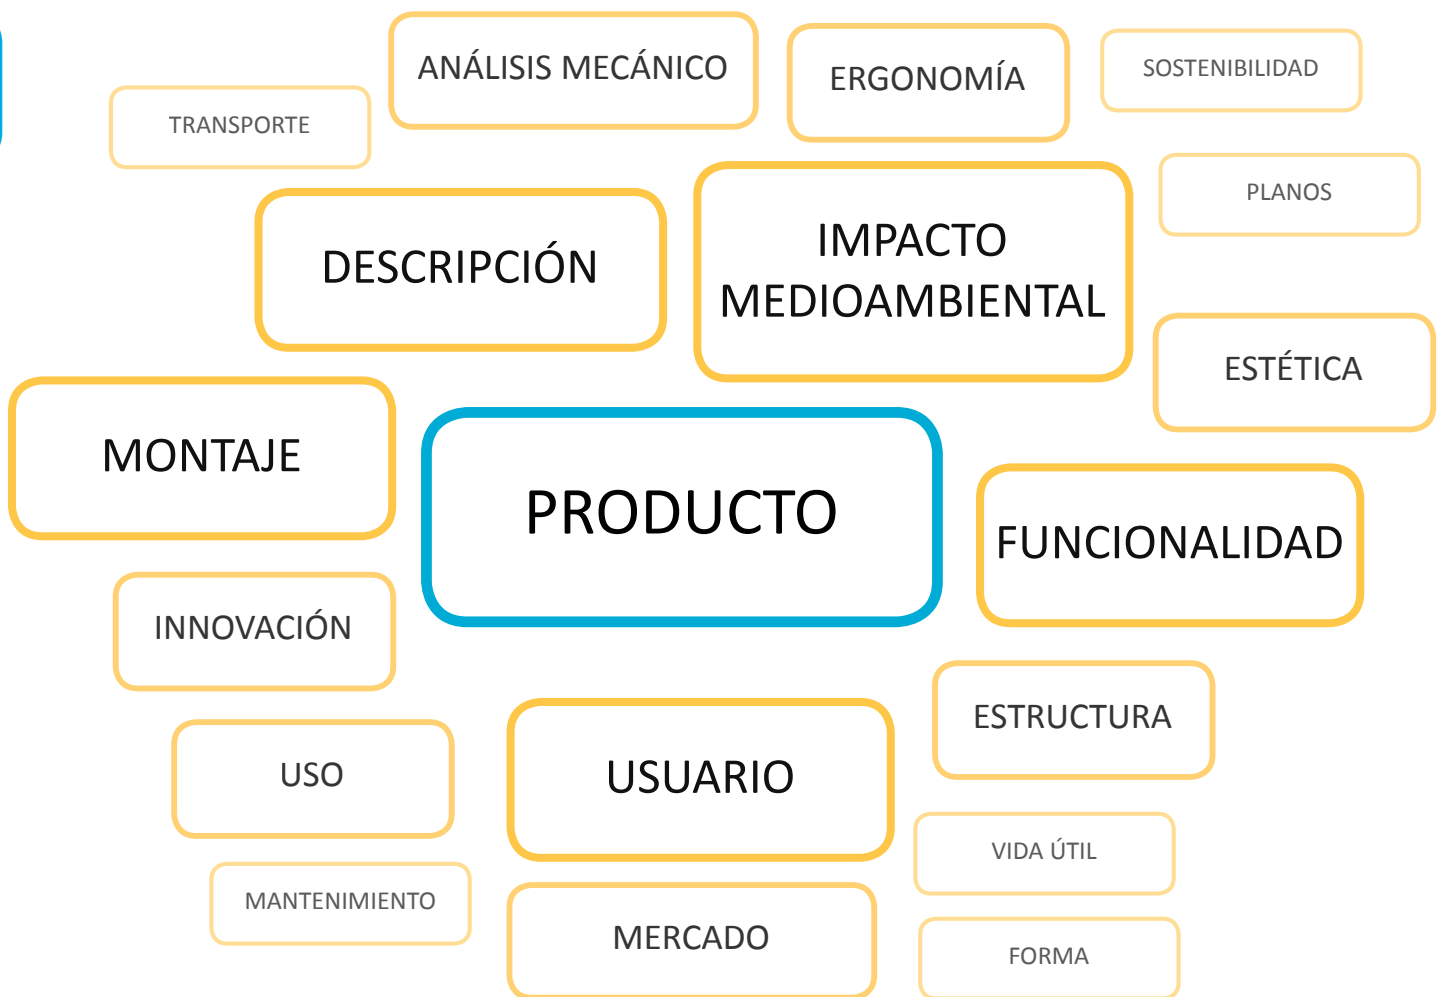 ANÁLISIS MECÁNICO
ERGONOMÍA
SOSTENIBILIDAD
TRANSPORTE
PLANOS
DESCRIPCIÓN
IMPACTO
MEDIOAMBIENTAL
ESTÉTICA
MONTAJE
PRODUCTO
FUNCIONALIDAD
INNOVACIÓN
ESTRUCTURA
USO
USUARIO
VIDA ÚTIL
MANTENIMIENTO
MERCADO
FORMA